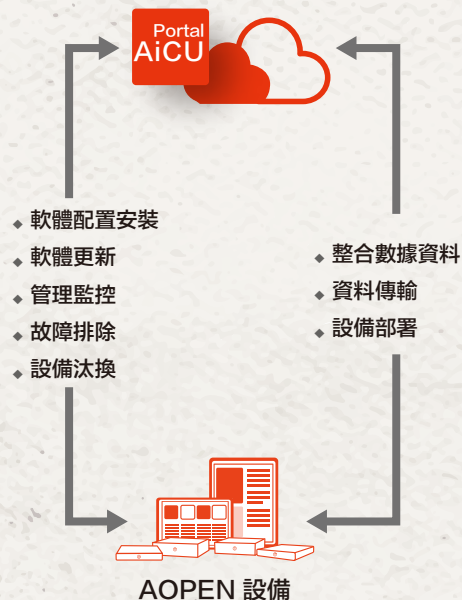 Portal
AiCU
◆ 軟體配置安裝
◆ 軟體更新
◆ 管理監控
◆ 故障排除
◆ 設備汰換
◆ 整合數據資料
◆ 資料傳輸
◆ 設備部署
AOPEN 設備